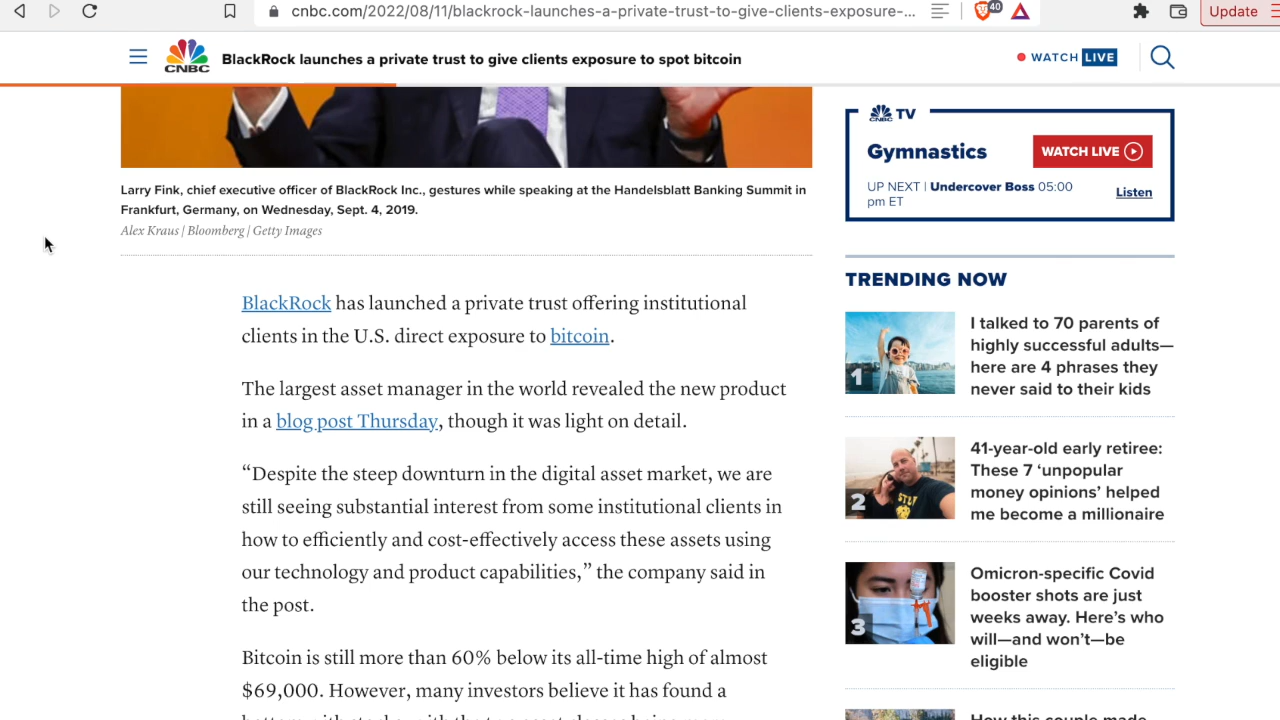 cnbc.com/2022/08/11/blackrock-launches-a-private-trust-to-give-clients-exposure-...
40
Update
CNBC
BlackRock launches a private trust to give clients exposure to spot bitcoin
WATCH LIVE
Larry Fink, chief executive officer of BlackRock Inc., gestures while speaking at the Handelsblatt Banking Summit in
Frankfurt, Germany, on Wednesday, Sept. 4, 2019.
Alex Kraus | Bloomberg | Getty Images
BlackRock has launched a private trust offering institutional
clients in the U.S. direct exposure to bitcoin.
The largest asset manager in the world revealed the new product
in a blog post Thursday, though it was light on detail.
“Despite the steep downturn in the digital asset market, we are
still seeing substantial interest from some institutional clients in
how to efficiently and cost-effectively access these assets using
our technology and product capabilities,” the company said in
the post.
Bitcoin is still more than 60% below its all-time high of almost
$69,000. However, many investors believe it has found a
CNBC TV
Gymnastics
WATCH LIVE
UP NEXT | Undercover Boss 05:00
pm ET
Listen
TRENDING NOW
1
I talked to 70 parents of
highly successful adults—
here are 4 phrases they
never said to their kids
2
41-year-old early retiree:
These 7 ‘unpopular
money opinions’ helped
me become a millionaire
3
Omicron-specific Covid
booster shots are just
weeks away. Here’s who
will—and won’t—be
eligible
How this couple made